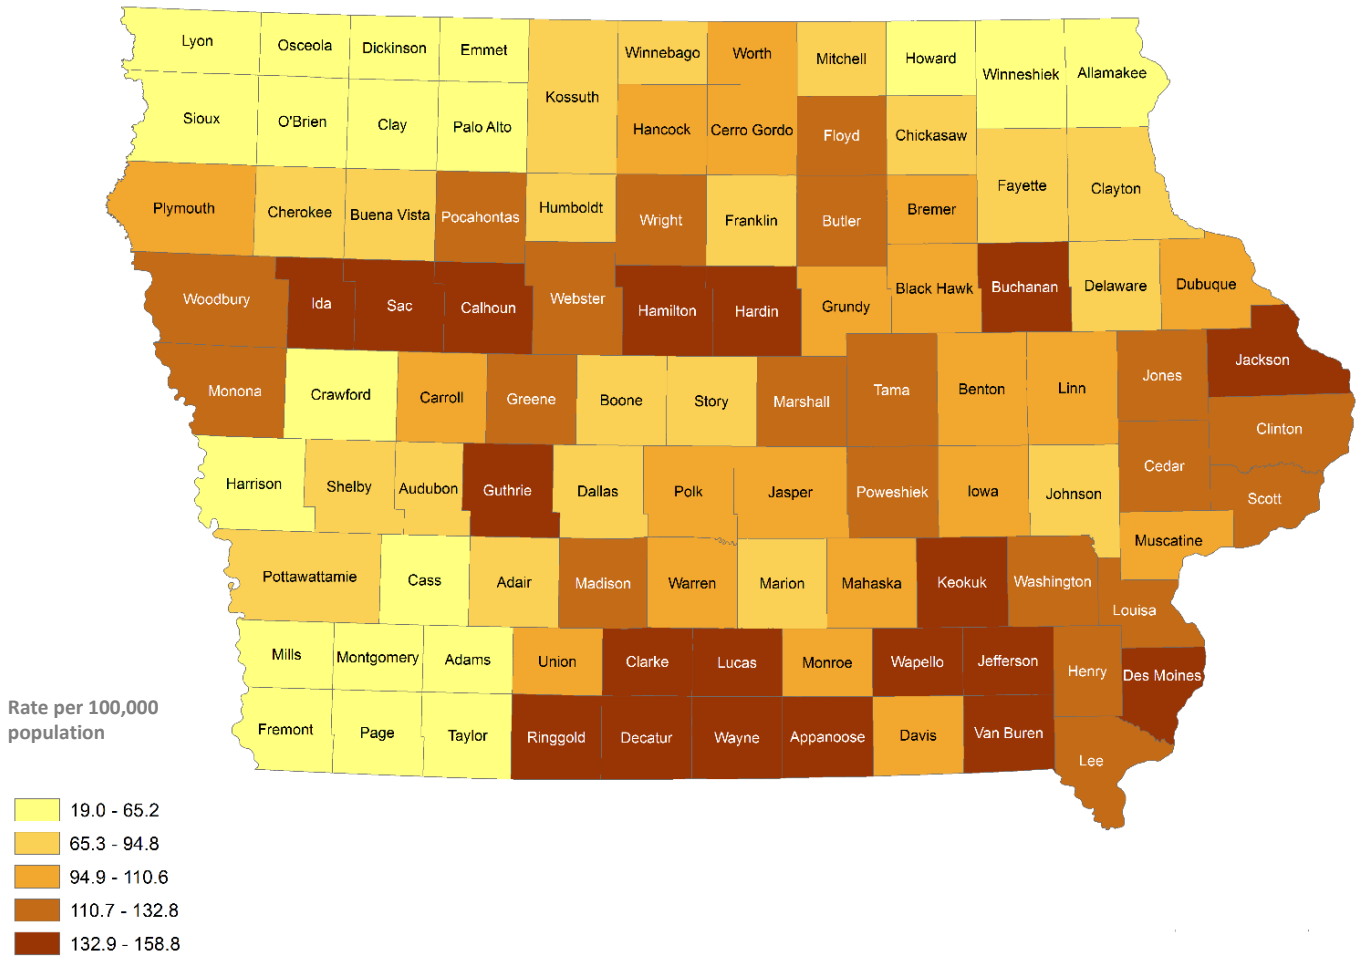 Lyon
Osceola
Dickinson
Emmet
Winnebago
Worth
Mitchell
Howard
Winneshiek
Allamakee
Kossuth
Sioux
O'Brien
Clay
Palo Alto
Hancock
Cerro Gordo
Floyd
Chickasaw
Plymouth
Cherokee
Buena Vista
Pocahontas
Humboldt
Wright
Franklin
Butler
Bremer
Fayette
Clayton
Woodbury
Ida
Sac
Calhoun
Webster
Hamilton
Hardin
Grundy
Black Hawk
Buchanan
Delaware
Dubuque
Monona
Crawford
Carroll
Greene
Boone
Story
Marshall
Tama
Benton
Linn
Jones
Jackson
Clinton
Harrison
Shelby
Audubon
Guthrie
Dallas
Polk
Jasper
Poweshiek
Iowa
Johnson
Cedar
Scott
Muscatine
Pottawattamie
Cass
Adair
Madison
Warren
Marion
Mahaska
Keokuk
Washington
Louisa
Mills
Montgomery
Adams
Union
Clarke
Lucas
Monroe
Wapello
Jefferson
Henry
Des Moines
Fremont
Page
Taylor
Ringgold
Decatur
Wayne
Appanoose
Davis
Van Buren
Lee
Rate per 100,000
population
19.0 - 65.2
65.3 - 94.8
94.9 - 110.6
110.7 - 132.8
132.9 - 158.8